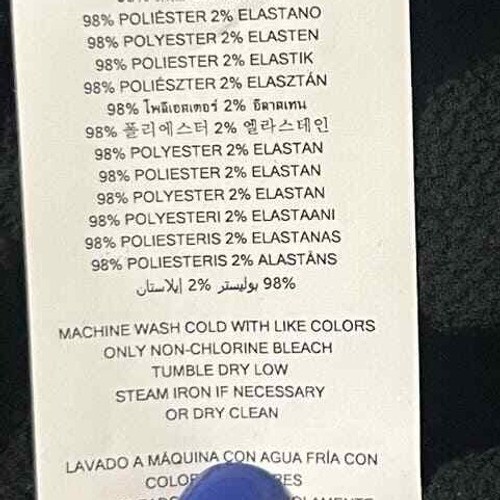 98% POLIÉSTER 2% ELASTANO
98% POLYESTER 2% ELASTEN
98% POLIESTER 2% ELASTIK
98% POLIÉSZTER 2% ELASZTÁN
98% โพลีเอสเตอร์ 2% อีลาสเทน
98% 폴리에스터 2% 엘라스테인
98% POLYESTER 2% ELASTAN
98% POLIESTER 2% ELASTAN
98% POLYESTER 2% ELASTAN
98% POLYESTERI 2% ELASTAANI
98% POLIESTERIS 2% ELASTANAS
98% POLIESTERIS 2% ALASTĀNS
98% بوليستر 2% إيلاستان
MACHINE WASH COLD WITH LIKE COLORS
ONLY NON-CHLORINE BLEACH
TUMBLE DRY LOW
STEAM IRON IF NECESSARY
OR DRY CLEAN
LAVADO A MÁQUINA CON AGUA FRÍA CON